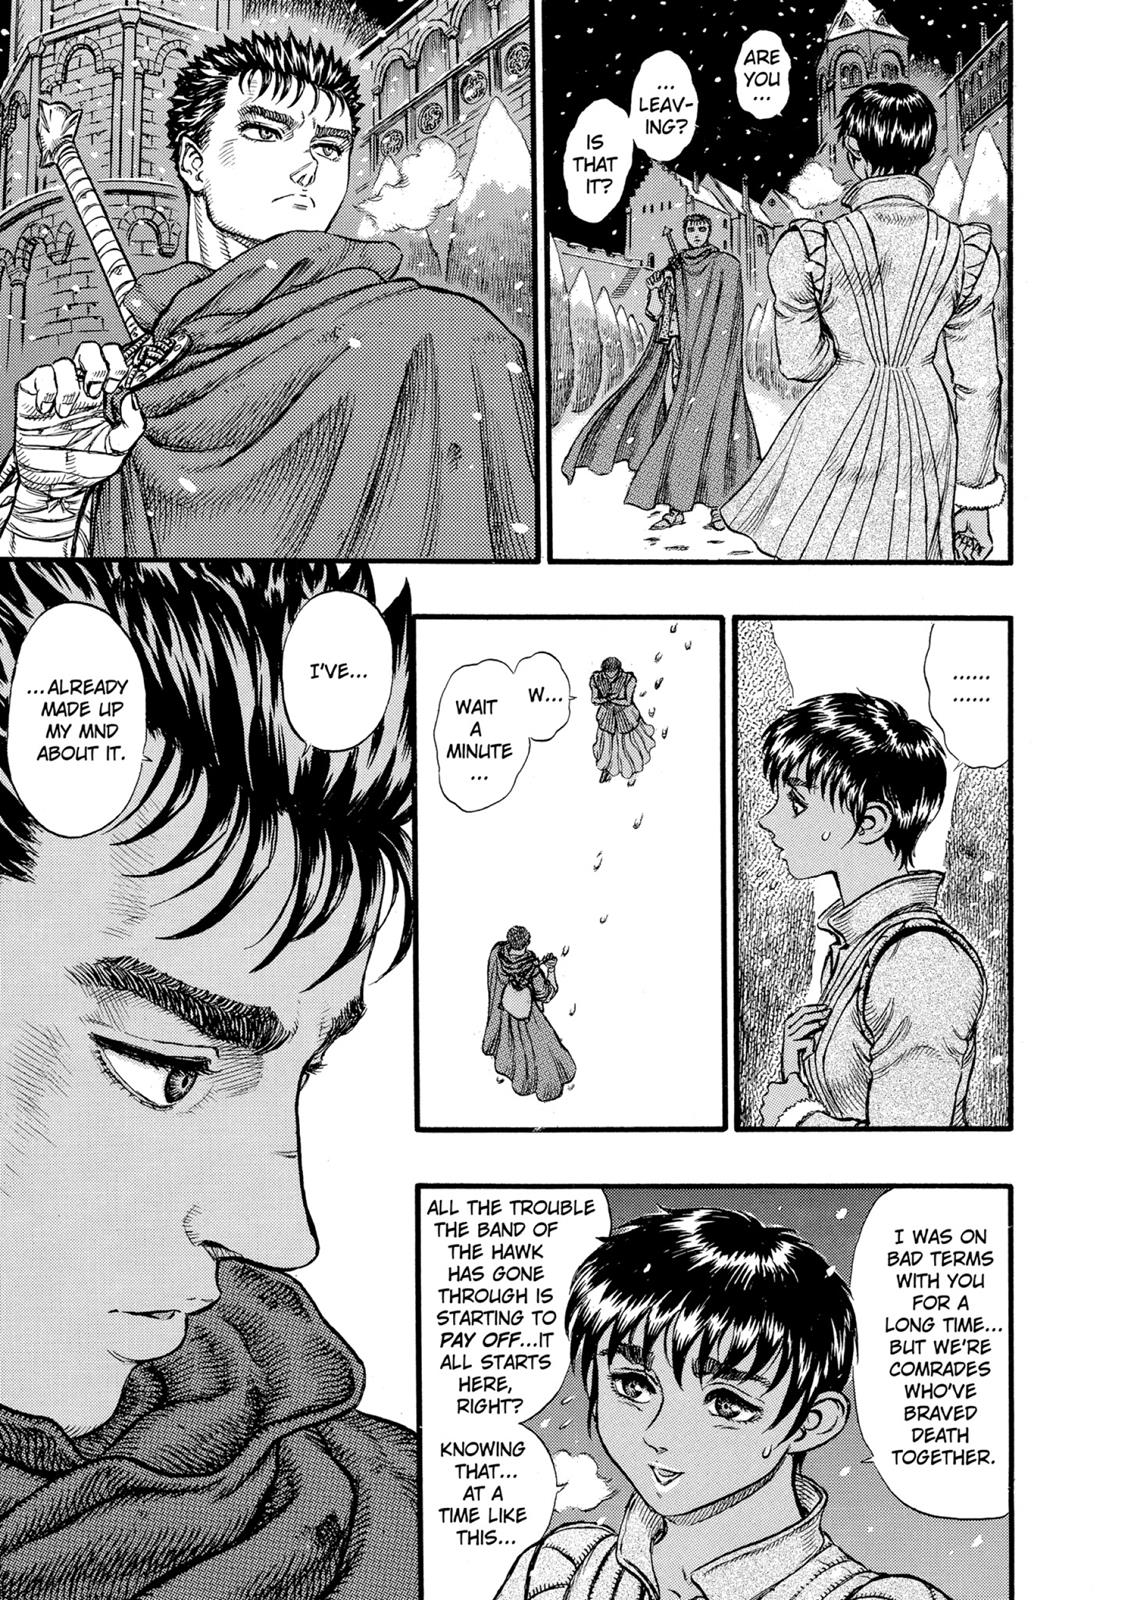 ARE
YOU
...
...
LEAV-
ING?
IS
THAT
IT?
......
......
W...
WAIT
A
MINUTE
...
I WAS ON
BAD TERMS
WITH YOU
FOR A
LONG TIME...
BUT WE'RE
COMRADES
WHO'VE
BRAVED
DEATH
TOGETHER.
ALL THE TROUBLE
THE BAND OF
THE HAWK
HAS GONE
THROUGH IS
STARTING TO
PAY OFF...IT
ALL STARTS
HERE,
RIGHT?
KNOWING
THAT...
AT A
TIME LIKE
THIS...
I'VE...
...ALREADY
MADE UP
MY MND
ABOUT IT.